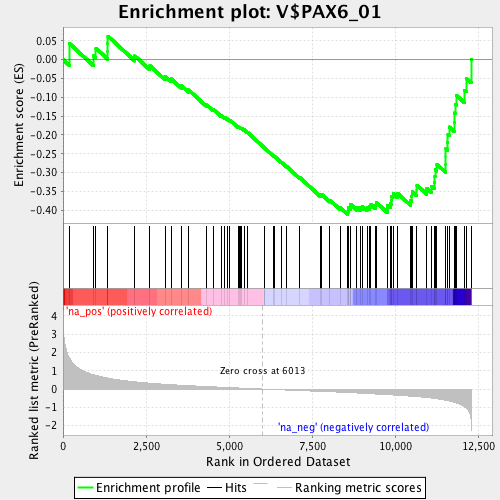 Enrichment plot: V$PAX6_01
Enrichment score (ES)
0.05
0.00
-0.05
-0.10
-0.15
-0.20
-0.25
-0.30
-0.35
-0.40
'na_pos' (positively correlated)
Ranked list metric (PreRanked)
4
3
2
1
0
-1
-2
Zero cross at 6013
'na_neg' (negatively correlated)
0
2,500
5,000
7,500
10,000
12,500
Rank in Ordered Dataset
Enrichment profile
Hits
Ranking metric scores